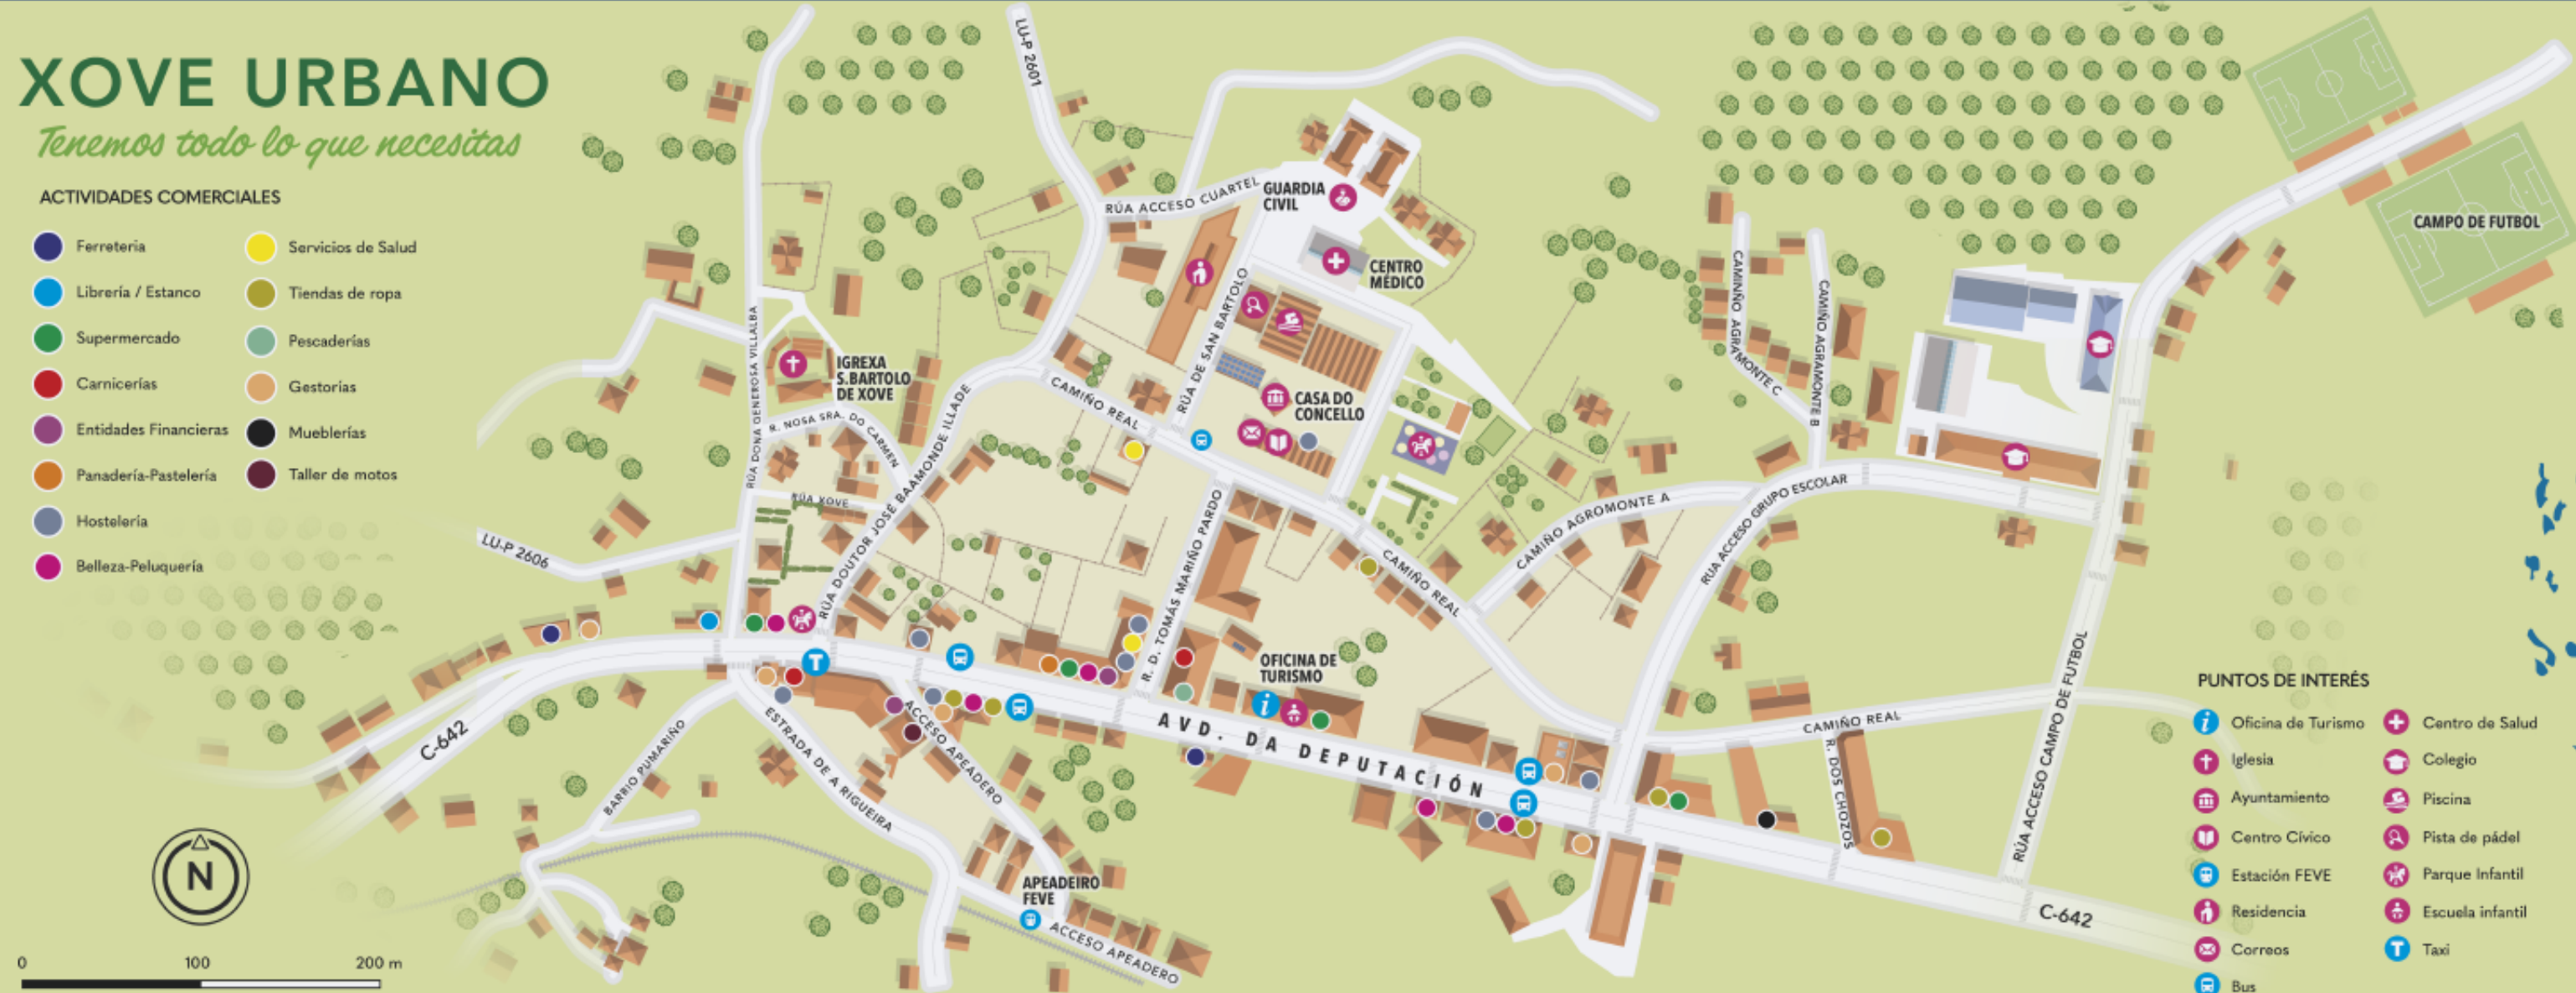 XOVE URBANO
Tenemos todo lo que necesitas
ACTIVIDADES COMERCIALES
Ferreteria
Librería / Estanco
Supermercado
Carnicerías
Entidades Financieras
Panadería-Pastelería
Hostelería
Belleza-Peluquería
Servicios de Salud
Tiendas de ropa
Pescaderías
Gestorías
Mueblerías
Taller de motos
LU-P 2601
RÚA ACCESO CUARTEL
GUARDIA
CIVIL
CENTRO
MÉDICO
RÚA DE SAN BARTOLO
CASA DO
CONCELLO
CAMIÑO REAL
IGREXA
S.BARTOLO
DE XOVE
RÚA DONA GENEROSA VILLALBA
R. NOSA SRA. DO CARMEN
RÚA XOVE
RÚA DOUTOR JOSÉ BAAMONDE ILLADE
LU-P 2606
R. D. TOMÁS MARIÑO PARDO
CAMIÑO REAL
CAMIÑO AGROMONTE A
CAMINÑO AGRAMONTE C
CAMIÑO AGRAMONTE B
RUA ACCESO GRUPO ESCOLAR
CAMPO DE FUTBOL
OFICINA DE
TURISMO
AVD. DA DEPUTACIÓN
C-642
BARRIO PUMARIÑO
ESTRADA DE A RIGUEIRA
ACCESO APEADERO
APEADEIRO
FEVE
ACCESO APEADERO
CAMIÑO REAL
R. DOS CHOZOS
RÚA ACCESO CAMPO DE FUTBOL
C-642
N
0 100 200 m
PUNTOS DE INTERÉS
Oficina de Turismo
Iglesia
Ayuntamiento
Centro Cívico
Estación FEVE
Residencia
Correos
Bus
Centro de Salud
Colegio
Piscina
Pista de pádel
Parque Infantil
Escuela infantil
Taxi